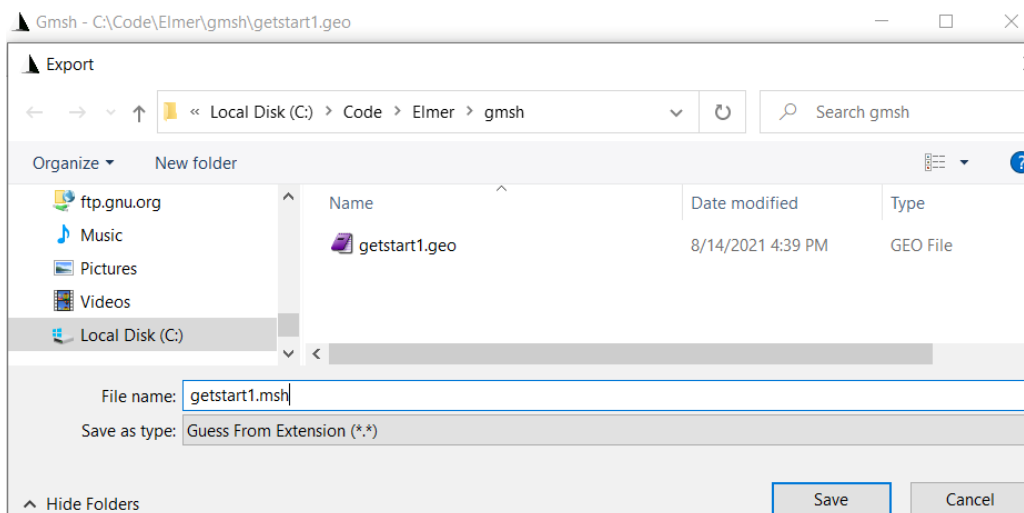 Gmsh - C:\Code\Elmer\gmsh\getstart1.geo
Export
« Local Disk (C:) > Code > Elmer > gmsh
Search gmsh
Organize
New folder
?
ftp.gnu.org
Music
Pictures
Videos
Local Disk (C:)
Name Date modified Type
getstart1.geo 8/14/2021 4:39 PM GEO File
File name: getstart1.msh
Save as type: Guess From Extension (*.*)
Hide Folders
Save
Cancel